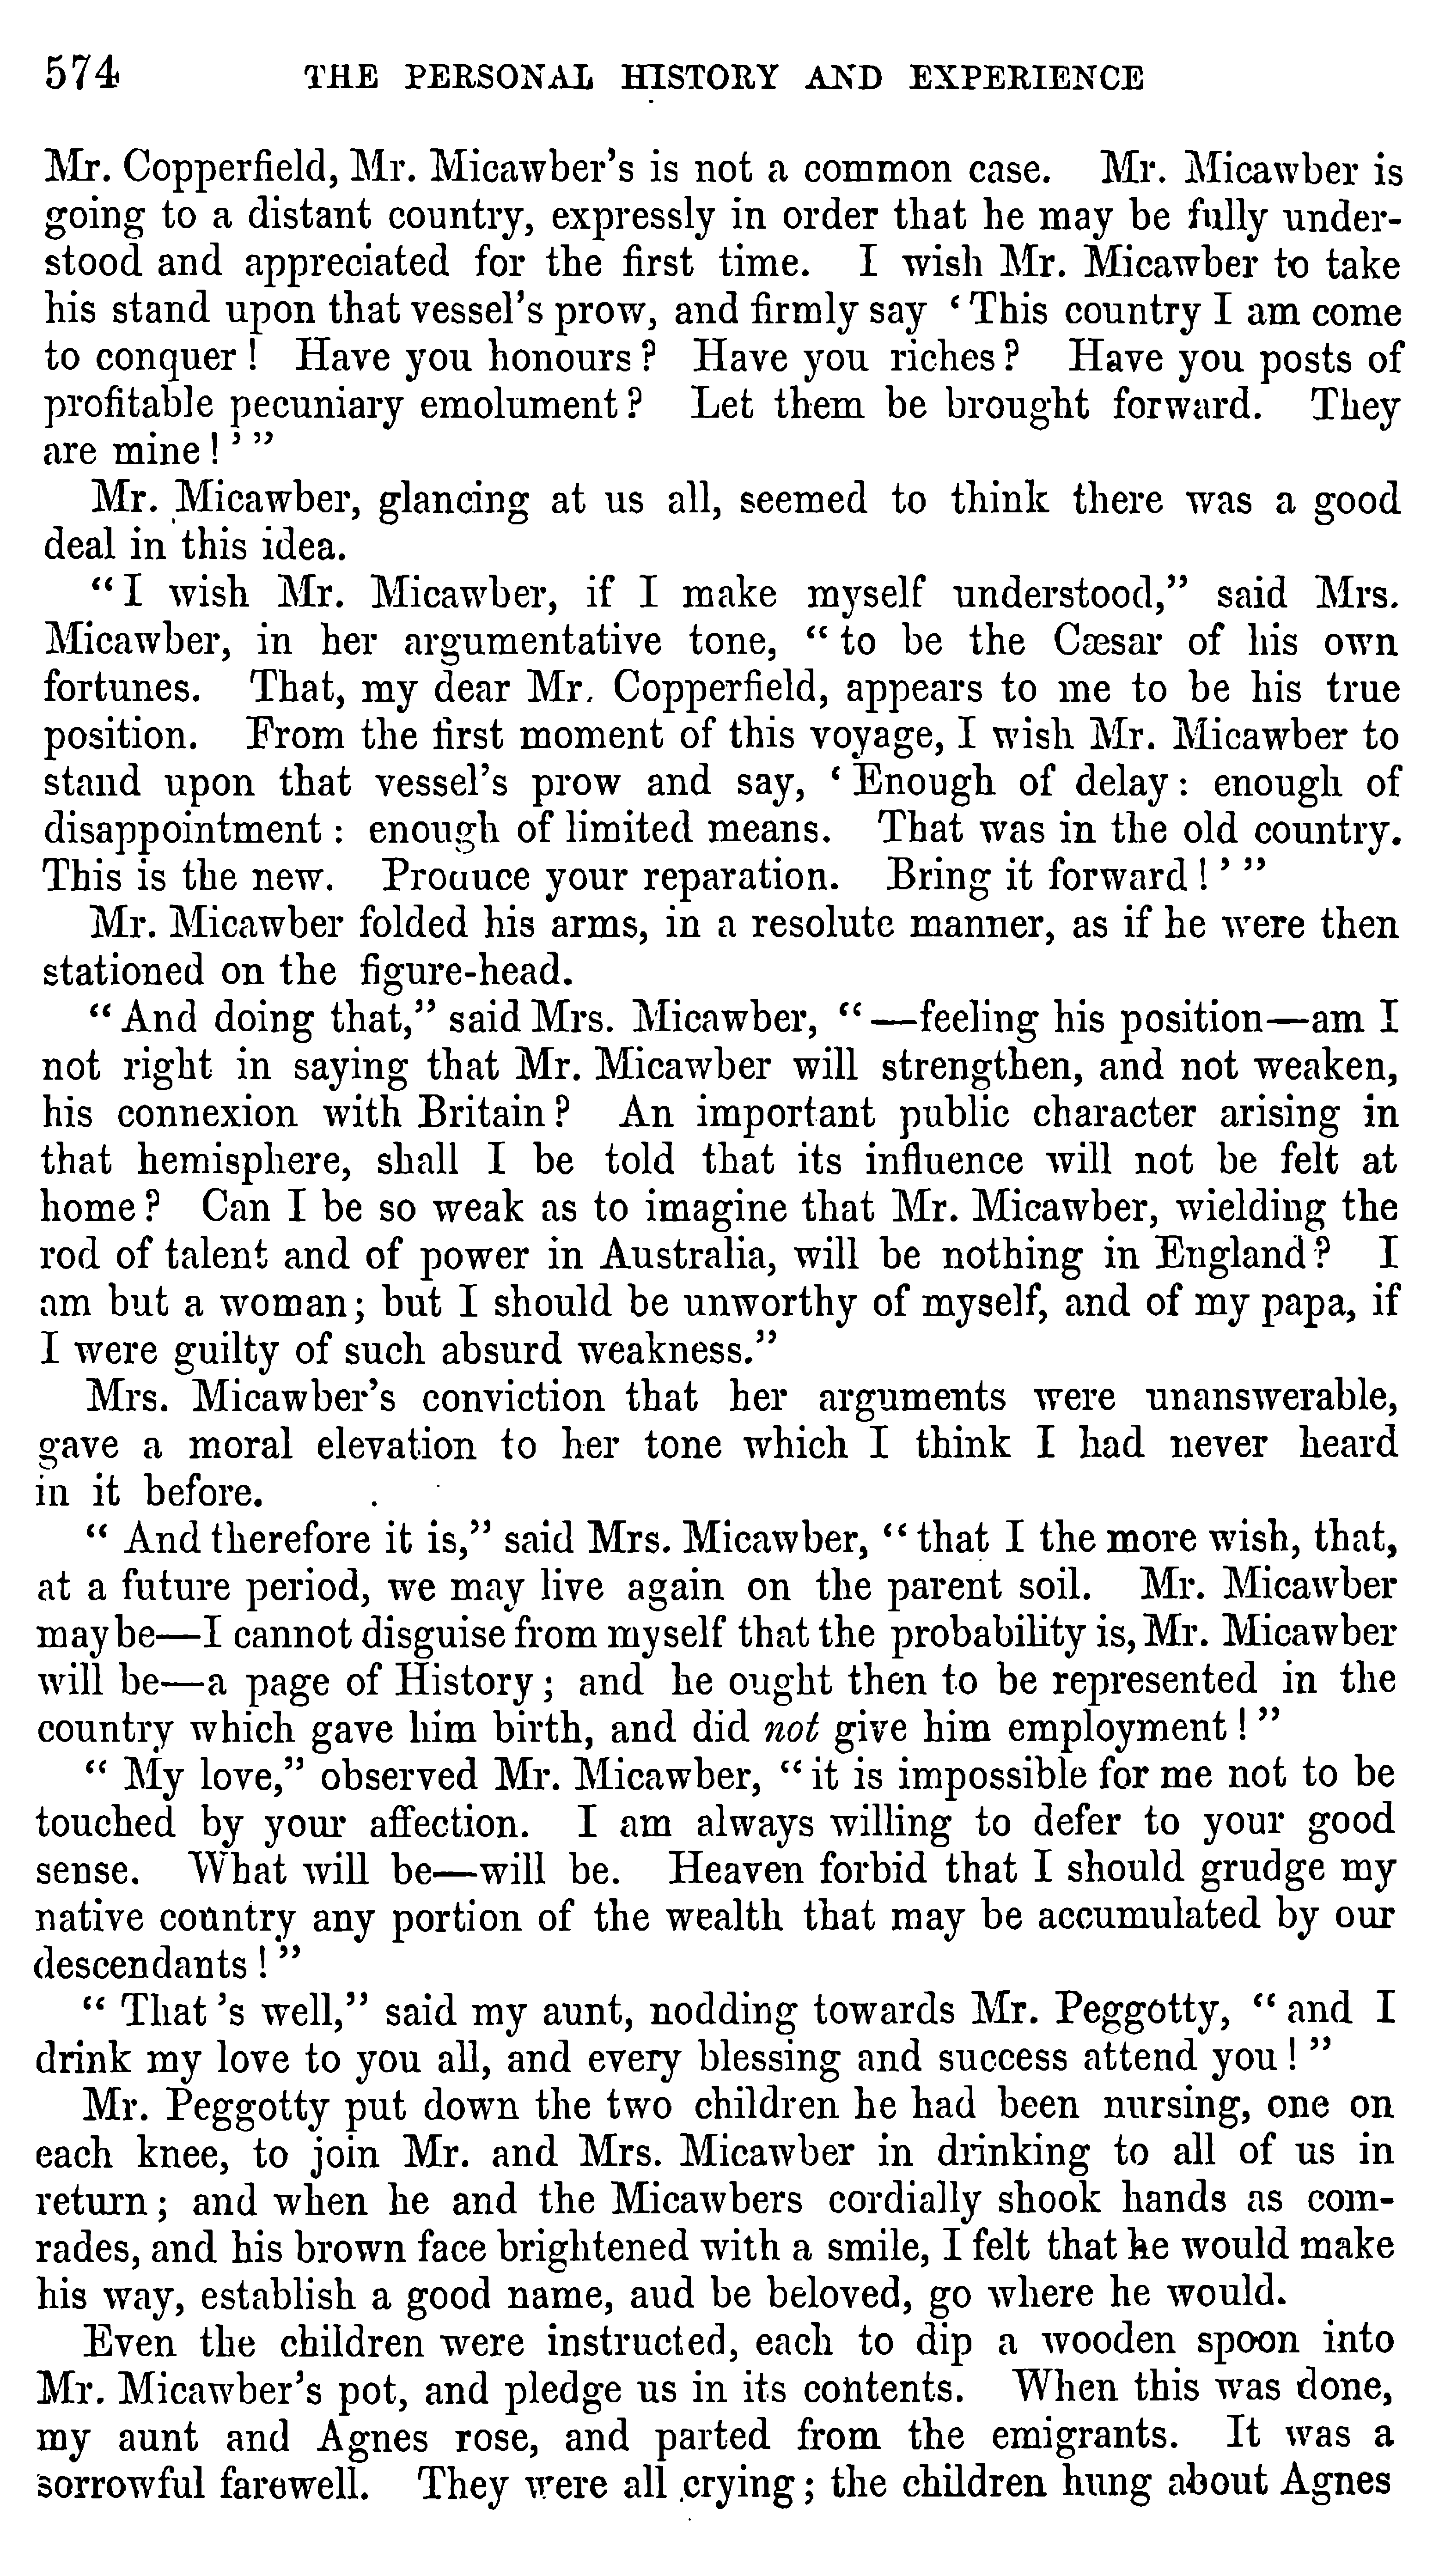 574 THE PERSONAL HISTORY AND EXPERIENCE
Mr. Copperfield, Mr. Micawber's is not a common case. Mr. Micawber is
going to a distant country, expressly in order that he may be fully under-
stood and appreciated for the first time. I wish Mr. Micawber to take
his stand upon that vessel's prow, and firmly say ‘This country I am come
to conquer! Have you honours? Have you riches? Have you posts of
profitable pecuniary emolument? Let them be brought forward. They
are mine!’”
Mr. Micawber, glancing at us all, seemed to think there was a good
deal in this idea.
“I wish Mr. Micawber, if I make myself understood,” said Mrs.
Micawber, in her argumentative tone, “to be the Cæsar of his own
fortunes. That, my dear Mr. Copperfield, appears to me to be his true
position. From the first moment of this voyage, I wish Mr. Micawber to
stand upon that vessel's prow and say, ‘Enough of delay: enough of
disappointment: enough of limited means. That was in the old country.
This is the new. Produce your reparation. Bring it forward!’”
Mr. Micawber folded his arms, in a resolute manner, as if he were then
stationed on the figure-head.
“And doing that,” said Mrs. Micawber, “—feeling his position—am I
not right in saying that Mr. Micawber will strengthen, and not weaken,
his connexion with Britain? An important public character arising in
that hemisphere, shall I be told that its influence will not be felt at
home? Can I be so weak as to imagine that Mr. Micawber, wielding the
rod of talent and of power in Australia, will be nothing in England? I
am but a woman; but I should be unworthy of myself, and of my papa, if
I were guilty of such absurd weakness.”
Mrs. Micawber's conviction that her arguments were unanswerable,
gave a moral elevation to her tone which I think I had never heard
in it before.
“And therefore it is,” said Mrs. Micawber, “that I the more wish, that,
at a future period, we may live again on the parent soil. Mr. Micawber
may be—I cannot disguise from myself that the probability is, Mr. Micawber
will be—a page of History; and he ought then to be represented in the
country which gave him birth, and did not give him employment!”
“My love,” observed Mr. Micawber, “it is impossible for me not to be
touched by your affection. I am always willing to defer to your good
sense. What will be—will be. Heaven forbid that I should grudge my
native country any portion of the wealth that may be accumulated by our
descendants!”
“That's well,” said my aunt, nodding towards Mr. Peggotty, “and I
drink my love to you all, and every blessing and success attend you!”
Mr. Peggotty put down the two children he had been nursing, one on
each knee, to join Mr. and Mrs. Micawber in drinking to all of us in
return; and when he and the Micawbers cordially shook hands as com-
rades, and his brown face brightened with a smile, I felt that he would make
his way, establish a good name, aud be beloved, go where he would.
Even the children were instructed, each to dip a wooden spoon into
Mr. Micawber's pot, and pledge us in its contents. When this was done,
my aunt and Agnes rose, and parted from the emigrants. It was a
sorrowful farewell. They were all crying; the children hung about Agnes